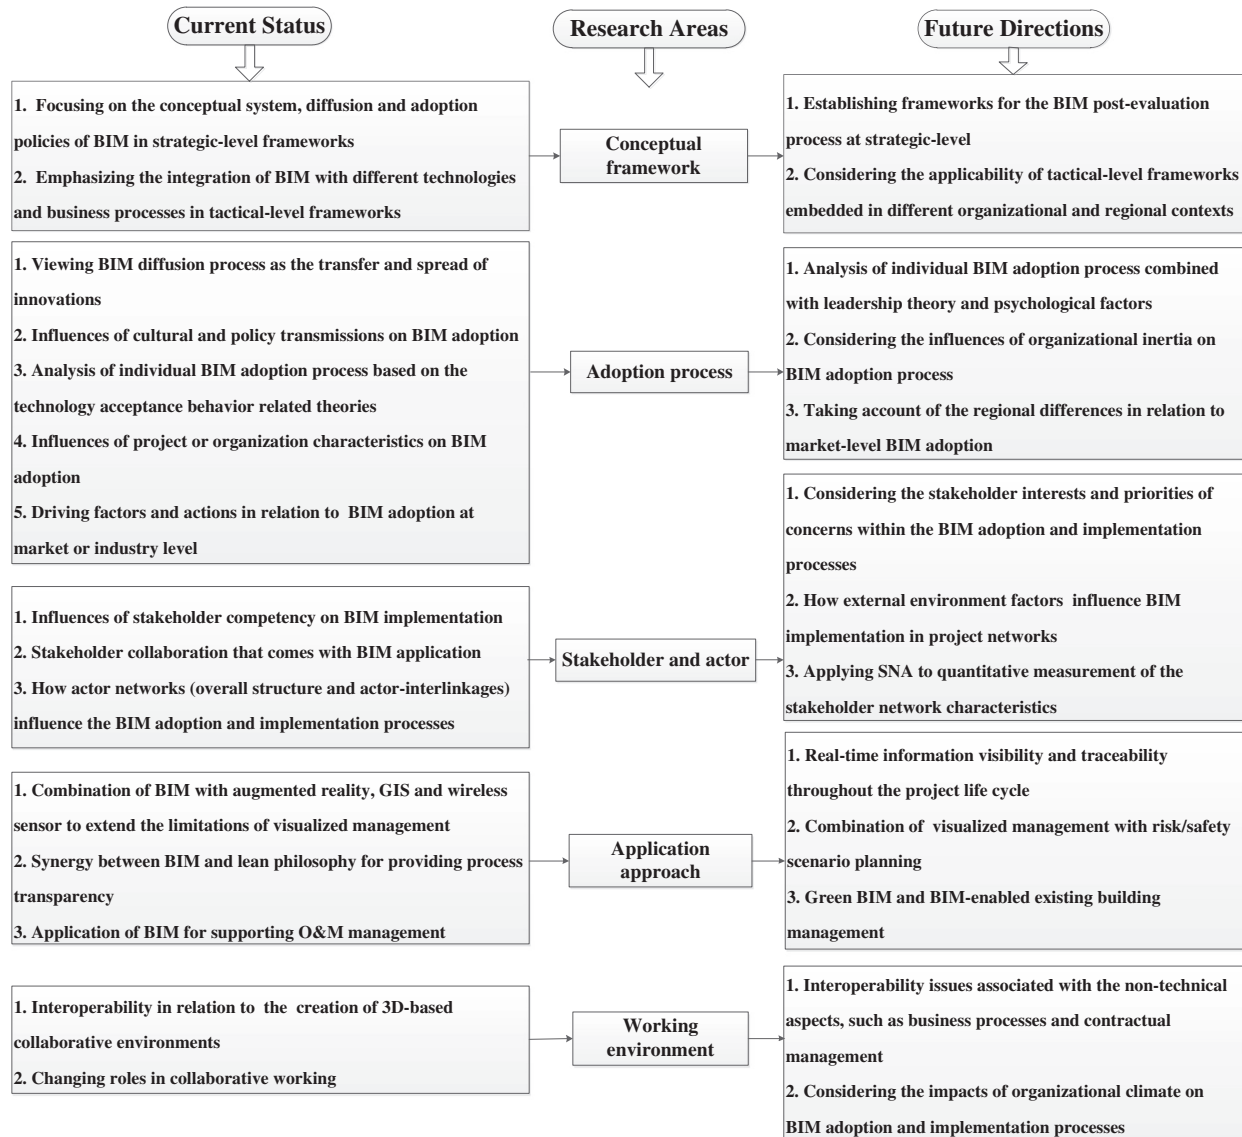 Current Status
Research Areas
Future Directions
1. Focusing on the conceptual system, diffusion and adoption
policies of BIM in strategic-level frameworks
2. Emphasizing the integration of BIM with different technologies
and business processes in tactical-level frameworks
Conceptual
framework
1. Establishing frameworks for the BIM post-evaluation
process at strategic-level
2. Considering the applicability of tactical-level frameworks
embedded in different organizational and regional contexts
1. Viewing BIM diffusion process as the transfer and spread of
innovations
2. Influences of cultural and policy transmissions on BIM adoption
3. Analysis of individual BIM adoption process based on the
technology acceptance behavior related theories
4. Influences of project or organization characteristics on BIM
adoption
5. Driving factors and actions in relation to BIM adoption at
market or industry level
Adoption process
1. Analysis of individual BIM adoption process combined
with leadership theory and psychological factors
2. Considering the influences of organizational inertia on
BIM adoption process
3. Taking account of the regional differences in relation to
market-level BIM adoption
1. Influences of stakeholder competency on BIM implementation
2. Stakeholder collaboration that comes with BIM application
3. How actor networks (overall structure and actor-interlinkages)
influence the BIM adoption and implementation processes
Stakeholder and actor
1. Considering the stakeholder interests and priorities of
concerns within the BIM adoption and implementation
processes
2. How external environment factors influence BIM
implementation in project networks
3. Applying SNA to quantitative measurement of the
stakeholder network characteristics
1. Combination of BIM with augmented reality, GIS and wireless
sensor to extend the limitations of visualized management
2. Synergy between BIM and lean philosophy for providing process
transparency
3. Application of BIM for supporting O&M management
Application
approach
1. Real-time information visibility and traceability
throughout the project life cycle
2. Combination of visualized management with risk/safety
scenario planning
3. Green BIM and BIM-enabled existing building
management
1. Interoperability in relation to the creation of 3D-based
collaborative environments
2. Changing roles in collaborative working
Working
environment
1. Interoperability issues associated with the non-technical
aspects, such as business processes and contractual
management
2. Considering the impacts of organizational climate on
BIM adoption and implementation processes